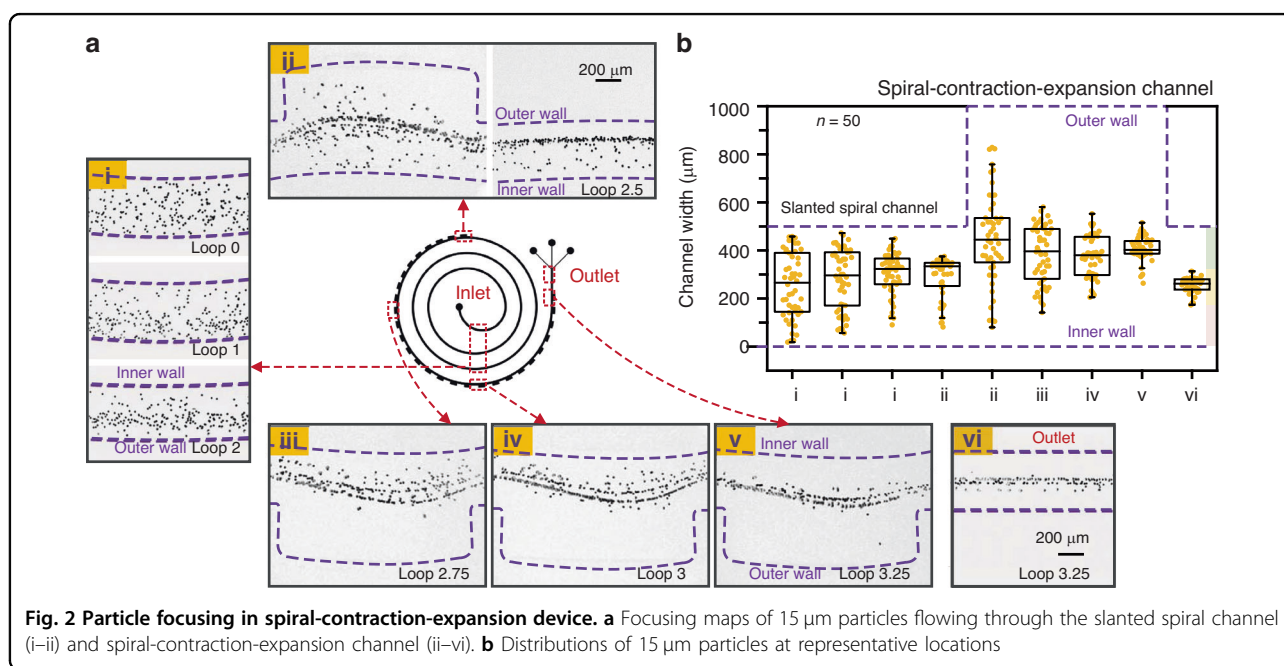 a
ii
200 µm
Outer wall
Inner wall
Loop 2.5
i
Loop 0
Loop 1
Inner wall
Outer wall
Loop 2
Inlet
Outlet
iii
Loop 2.75
iv
Loop 3
v
Inner wall
Outer wall
Loop 3.25
vi
Outlet
200 µm
Loop 3.25
b
Spiral-contraction-expansion channel
n = 50
Outer wall
Slanted spiral channel
Inner wall
Channel width (µm)
1000
800
600
400
200
0
i i i ii ii iii iv v vi
Fig. 2 Particle focusing in spiral-contraction-expansion device. a Focusing maps of 15 µm particles flowing through the slanted spiral channel
(i–ii) and spiral-contraction-expansion channel (ii–vi). b Distributions of 15 µm particles at representative locations